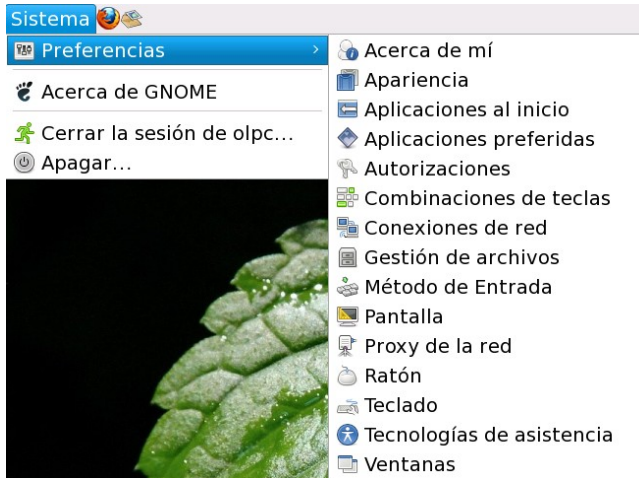 Sistema
Preferencias
Acerca de GNOME
Cerrar la sesión de olpc...
Apagar...
Acerca de mí
Apariencia
Aplicaciones al inicio
Aplicaciones preferidas
Autorizaciones
Combinaciones de teclas
Conexiones de red
Gestión de archivos
Método de Entrada
Pantalla
Proxy de la red
Ratón
Teclado
Tecnologías de asistencia
Ventanas